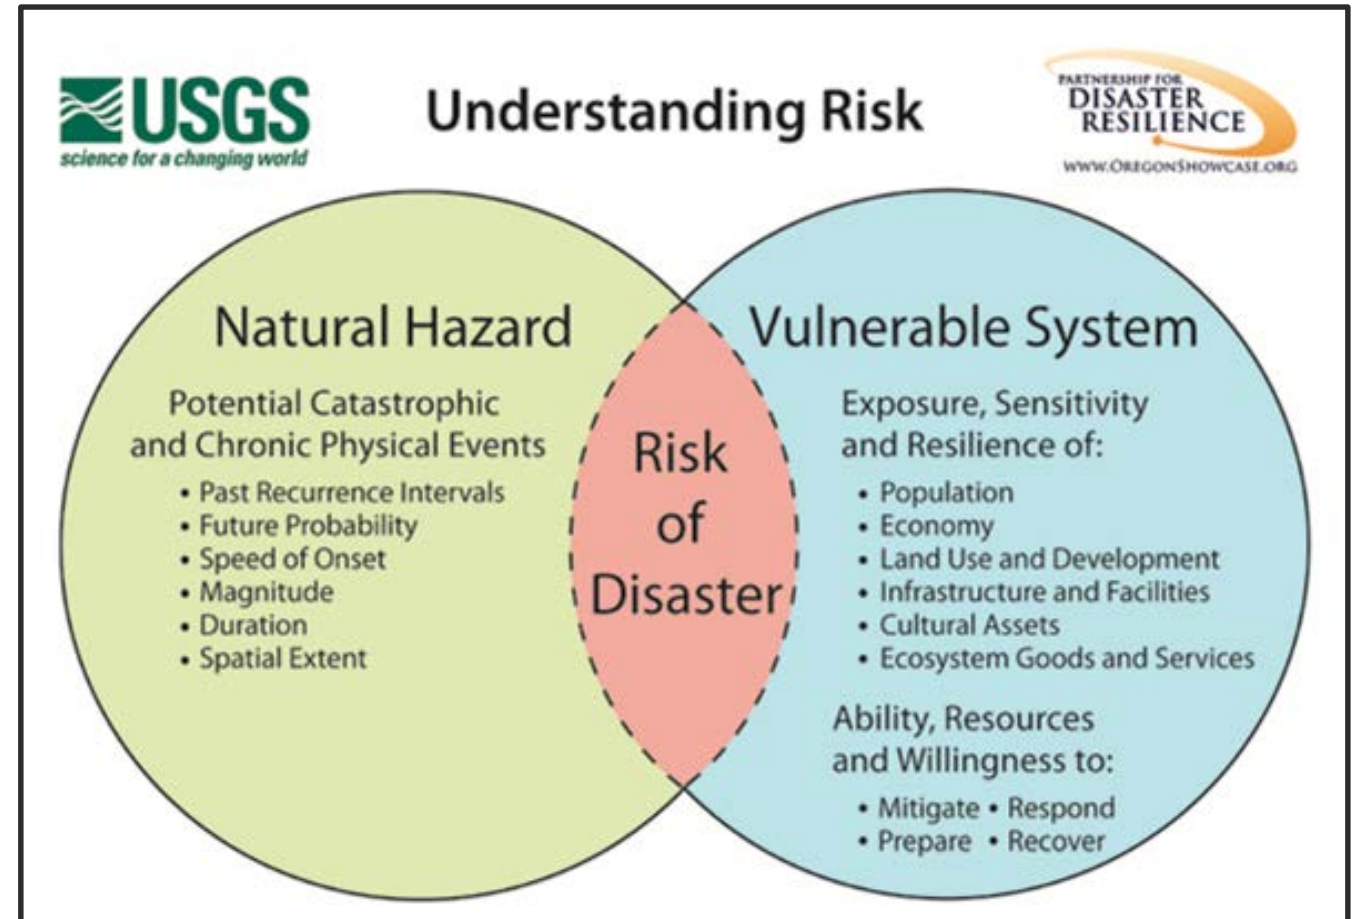 USGS
science for a changing world
Understanding Risk
PARTNERSHIP FOR
DISASTER
RESILIENCE
WWW.OREGONSHOWCASE.ORG
Natural Hazard
Potential Catastrophic
and Chronic Physical Events
• Past Recurrence Intervals
• Future Probability
• Speed of Onset
• Magnitude
• Duration
• Spatial Extent
Risk
of
Disaster
Vulnerable System
Exposure, Sensitivity
and Resilience of:
• Population
• Economy
• Land Use and Development
• Infrastructure and Facilities
• Cultural Assets
• Ecosystem Goods and Services
Ability, Resources
and Willingness to:
• Mitigate • Respond
• Prepare • Recover